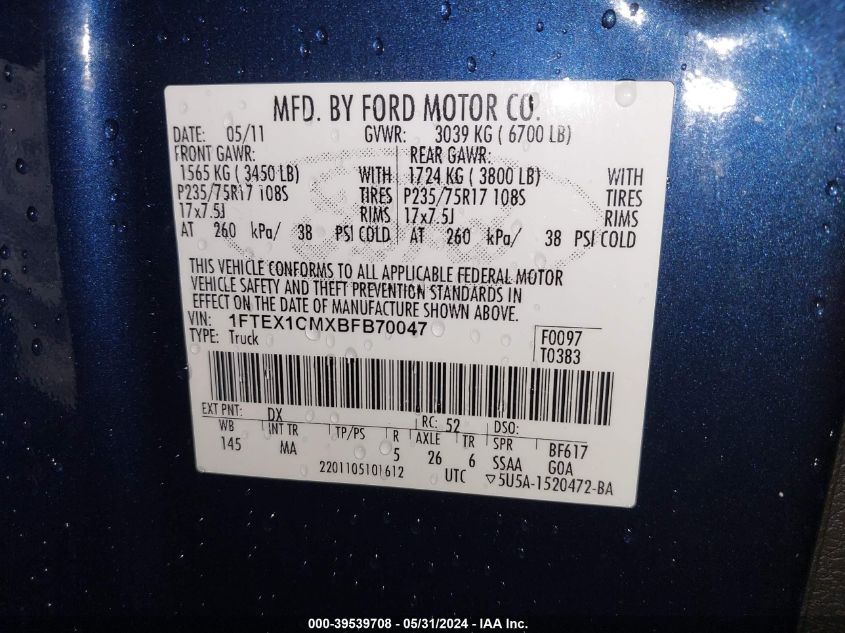 MFD. BY FORD MOTOR CO.
DATE: 05/11 GVWR: 3039 KG ( 6700 LB)
FRONT GAWR: REAR GAWR:
1565 KG ( 3450 LB) WITH 1724 KG ( 3800 LB) WITH
P235/75R17 108S TIRES P235/75R17 108S TIRES
17x7.5J RIMS 17x7.5J RIMS
AT 260 kPa/ 38 PSI COLD AT 260 kPa/ 38 PSI COLD
THIS VEHICLE CONFORMS TO ALL APPLICABLE FEDERAL MOTOR
VEHICLE SAFETY AND THEFT PREVENTION STANDARDS IN
EFFECT ON THE DATE OF MANUFACTURE SHOWN ABOVE.
VIN: 1FTEX1CMXBFB70047 F0097
TYPE: Truck T0383
EXT PNT: DX RC: 52 DSO:
WB INT TR TP/PS R AXLE TR SPR BF617
145 MA 5 26 6 SSAA GOA
2201105101612 UTC ▽5U5A-1520472-BA
000-39539708 - 05/31/2024 - IAAI, Inc.